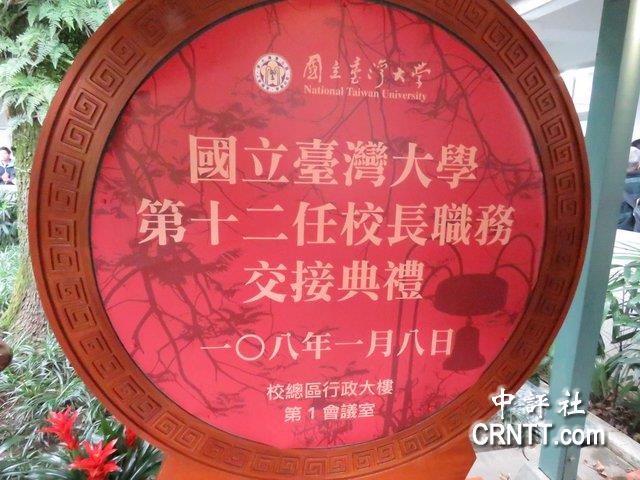 國立臺灣大學
National Taiwan University
國立臺灣大學
第十二任校長職務
交接典禮
一〇八年一月八日
校總區行政大樓
第1會議室
中評社
CRNTT.com